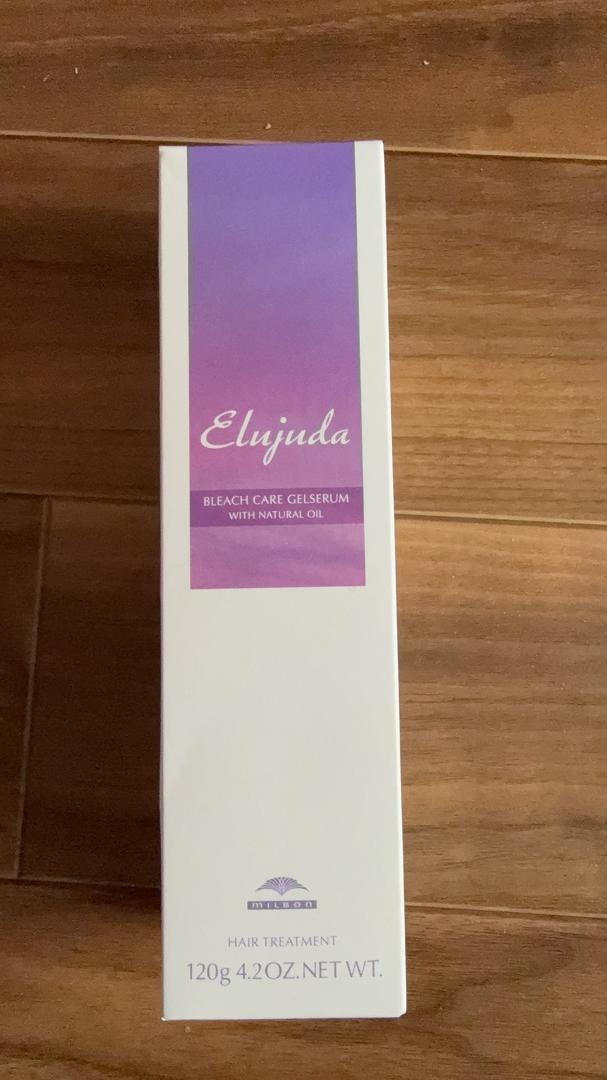 Elujuda
BLEACH CARE GELSERUM
WITH NATURAL OIL
MILBON
HAIR TREATMENT
120g 4.2OZ.NET WT.